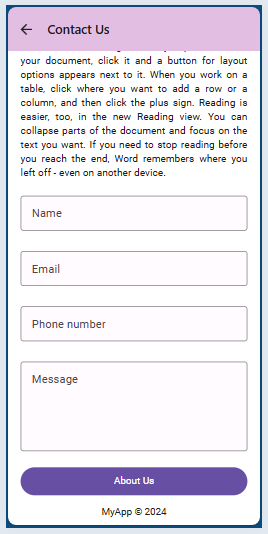 Contact Us
your document, click it and a button for layout
options appears next to it. When you work on a
table, click where you want to add a row or a
column, and then click the plus sign. Reading is
easier, too, in the new Reading view. You can
collapse parts of the document and focus on the
text you want. If you need to stop reading before
you reach the end, Word remembers where you
left off - even on another device.
Name
Email
Phone number
Message
About Us
MyApp © 2024